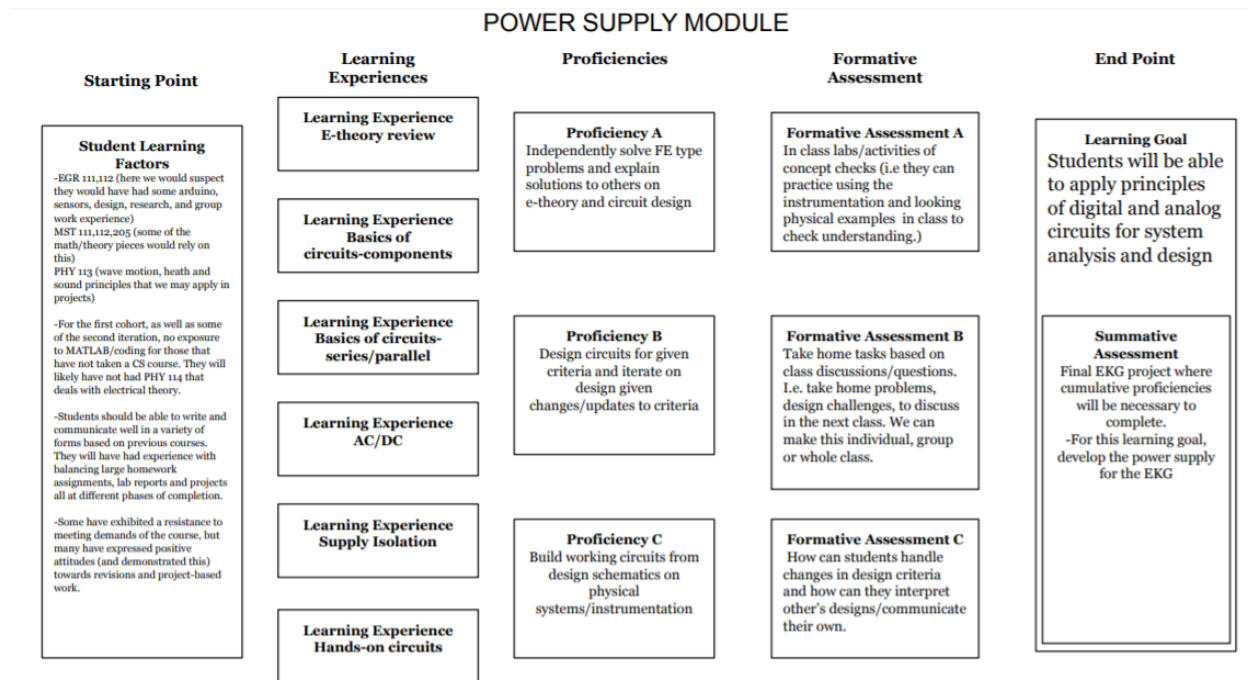 POWER SUPPLY MODULE
Starting Point
Student Learning
Factors
-EGR 111,112 (here we would suspect
they would have had some arduino,
sensors, design, research, and group
work experience)
MST 111,112,205 (some of the
math/theory pieces would rely on
this)
PHY 113 (wave motion, heath and
sound principles that we may apply in
projects)
-For the first cohort, as well as some
of the second iteration, no exposure
to MATLAB/coding for those that
have not taken a CS course. They will
likely have not had PHY 114 that
deals with electrical theory.
-Students should be able to write and
communicate well in a variety of
forms based on previous courses.
They will have had experience with
balancing large homework
assignments, lab reports and projects
all at different phases of completion.
-Some have exhibited a resistance to
meeting demands of the course, but
many have expressed positive
attitudes (and demonstrated this)
towards revisions and project-based
work.
Learning
Experiences
Learning Experience
E-theory review
Learning Experience
Basics of
circuits-components
Learning Experience
Basics of circuits-
series/parallel
Learning Experience
AC/DC
Learning Experience
Supply Isolation
Learning Experience
Hands-on circuits
Proficiencies
Proficiency A
Independently solve FE type
problems and explain
solutions to others on
e-theory and circuit design
Proficiency B
Design circuits for given
criteria and iterate on
design given
changes/updates to criteria
Proficiency C
Build working circuits from
design schematics on
physical
systems/instrumentation
Formative
Assessment
Formative Assessment A
In class labs/activities of
concept checks (i.e they can
practice using the
instrumentation and looking
physical examples in class to
check understanding.)
Formative Assessment B
Take home tasks based on
class discussions/questions.
I.e. take home problems,
design challenges, to discuss
in the next class. We can
make this individual, group
or whole class.
Formative Assessment C
How can students handle
changes in design criteria
and how can they interpret
other's designs/communicate
their own.
End Point
Learning Goal
Students will be able
to apply principles
of digital and analog
circuits for system
analysis and design
Summative
Assessment
Final EKG project where
cumulative proficiencies
will be necessary to
complete.
-For this learning goal,
develop the power supply
for the EKG